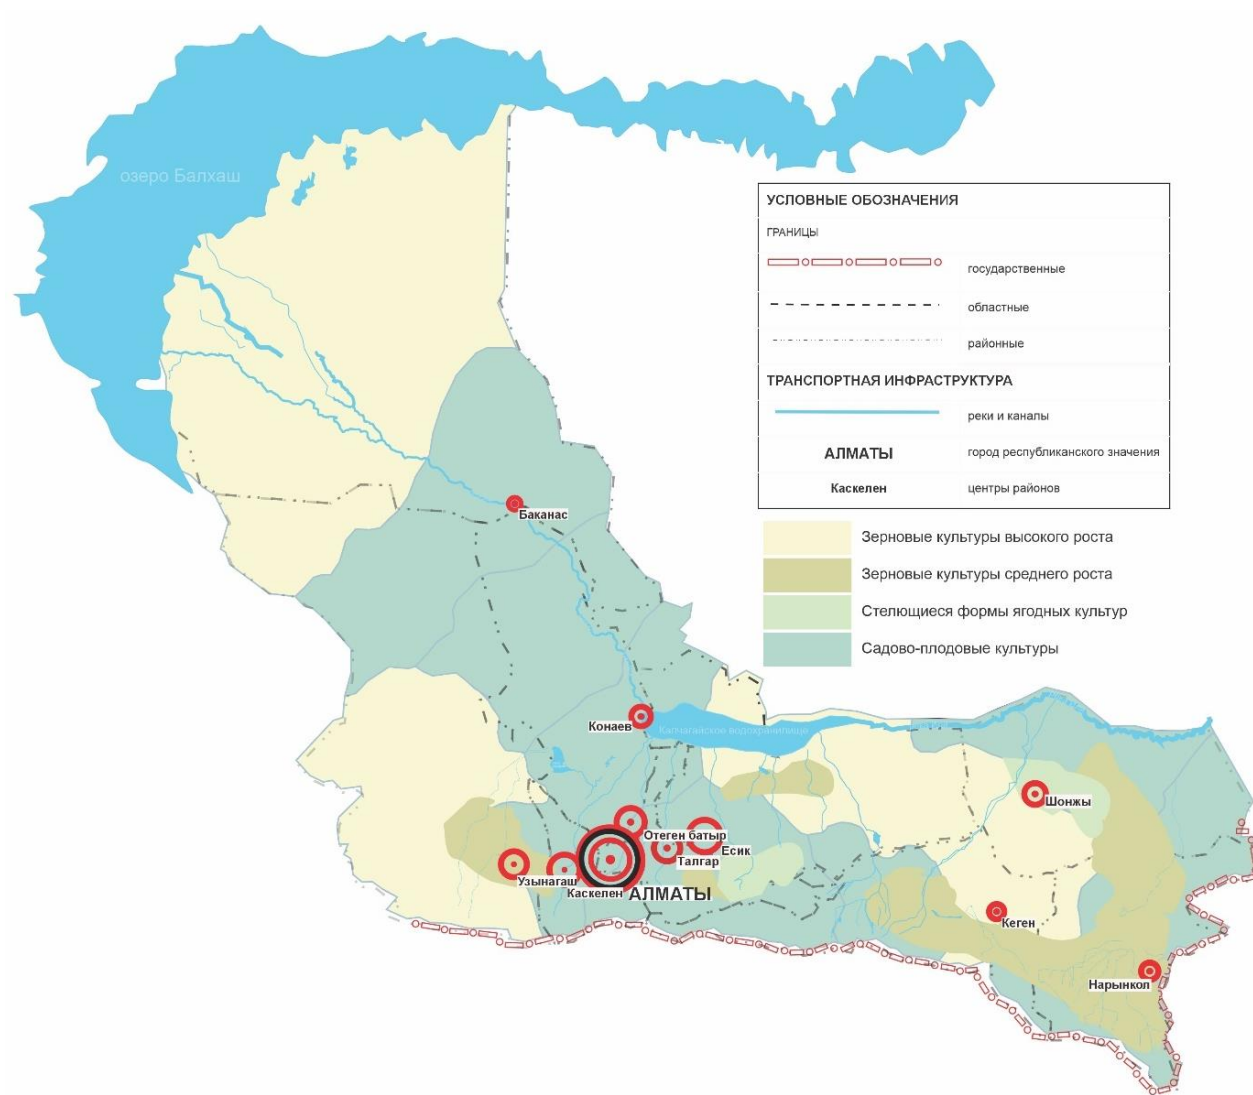 озеро Балхаш
УСЛОВНЫЕ ОБОЗНАЧЕНИЯ
ГРАНИЦЫ
государственные
областные
районные
ТРАНСПОРТНАЯ ИНФРАСТРУКТУРА
реки и каналы
АЛМАТЫ город республиканского значения
Каскелен центры районов
Зерновые культуры высокого роста
Зерновые культуры среднего роста
Стелющиеся формы ягодных культур
Садово-плодовые культуры
Баканас
Конаев
Капчагайское водохранилище
Шонжы
Отеген батыр
Есик
Талгар
Узынагаш
Каскелен
АЛМАТЫ
Кеген
Нарынкол